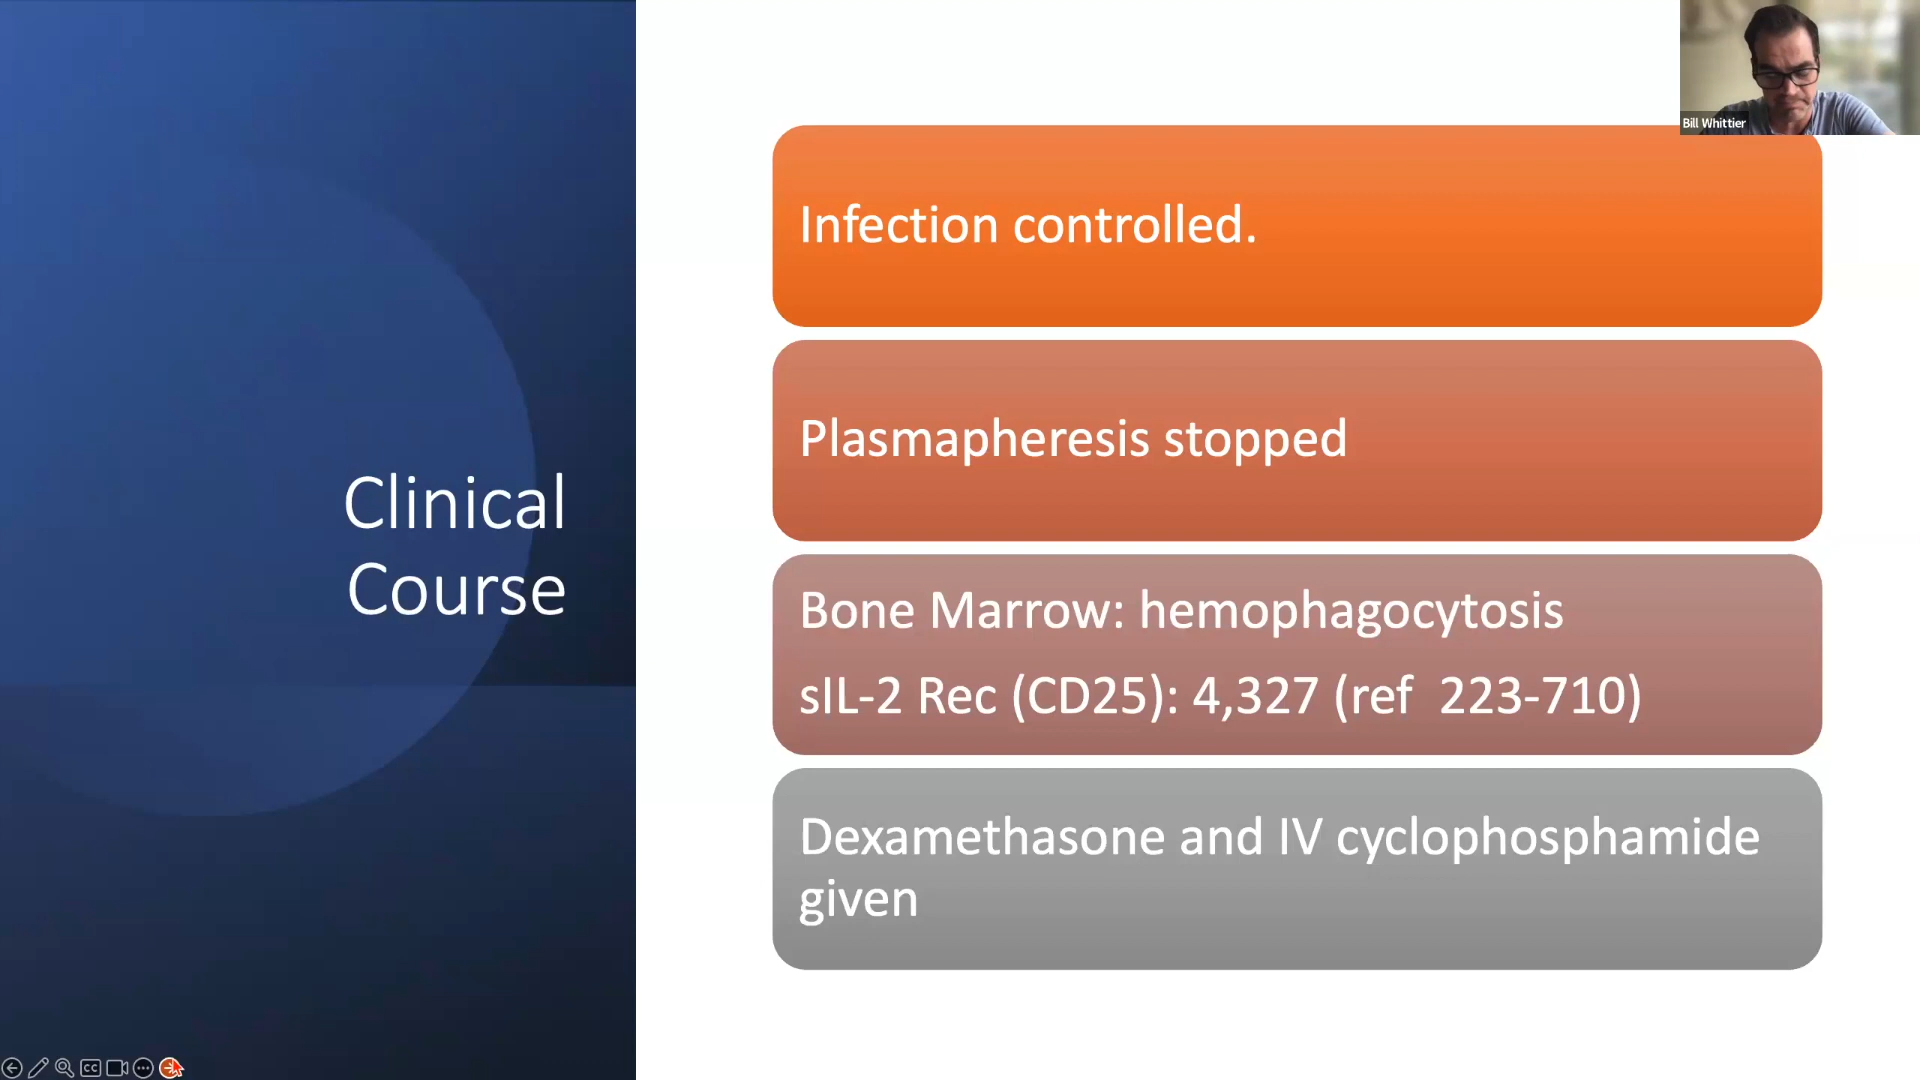 Clinical
Course
Infection controlled.
Plasmapheresis stopped
Bone Marrow: hemophagocytosis
sIL-2 Rec (CD25): 4,327 (ref 223-710)
Dexamethasone and IV cyclophosphamide
given
Bill Whittier
CC